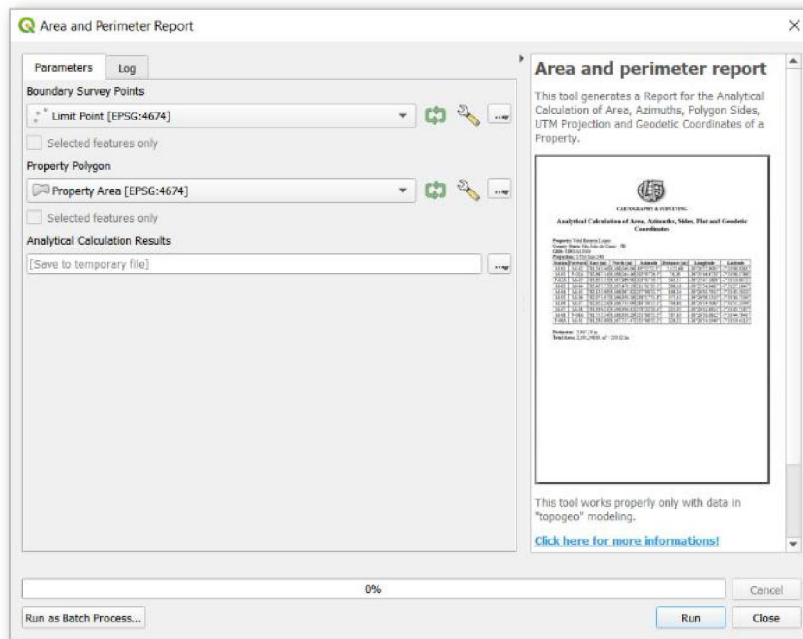 Area and Perimeter Report
Parameters
Log
Boundary Survey Points
Limit Point [EPSG:4674]
Selected features only
Property Polygon
Property Area [EPSG:4674]
Selected features only
Analytical Calculation Results
[Save to temporary file]
Area and perimeter report
This tool generates a Report for the Analytical
Calculation of Area, Azimuths, Polygon Sides,
UTM Projection and Geodetic Coordinates of a
Property.
CARTOGRAPHY & SURVEYING
Analytical Calculation of Area, Azimuths, Sides, Flat and Geodetic
Coordinates
This tool works properly only with data in
"topogeo" modeling.
Click here for more informations!
0%
Cancel
Run as Batch Process...
Run
Close